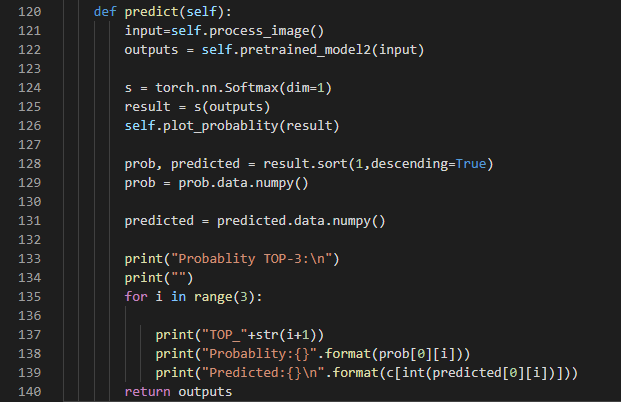 120 def predict(self):
121 input=self.process_image()
122 outputs = self.pretrained_model2(input)
123
124 s = torch.nn.Softmax(dim=1)
125 result = s(outputs)
126 self.plot_probablity(result)
127
128 prob, predicted = result.sort(1,descending=True)
129 prob = prob.data.numpy()
130
131 predicted = predicted.data.numpy()
132
133 print("Probablity TOP-3:\n")
134 print("")
135 for i in range(3):
136
137 print("TOP_"+str(i+1))
138 print("Probablity:{}".format(prob[0][i]))
139 print("Predicted:{}\n".format(c[int(predicted[0][i])]))
140 return outputs